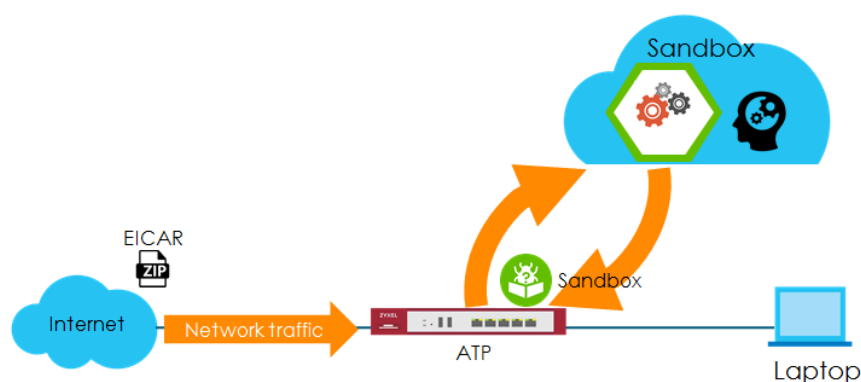 Sandbox
EICAR
ZIP
Sandbox
Internet
Network traffic
ZYXEL
ATP
Laptop